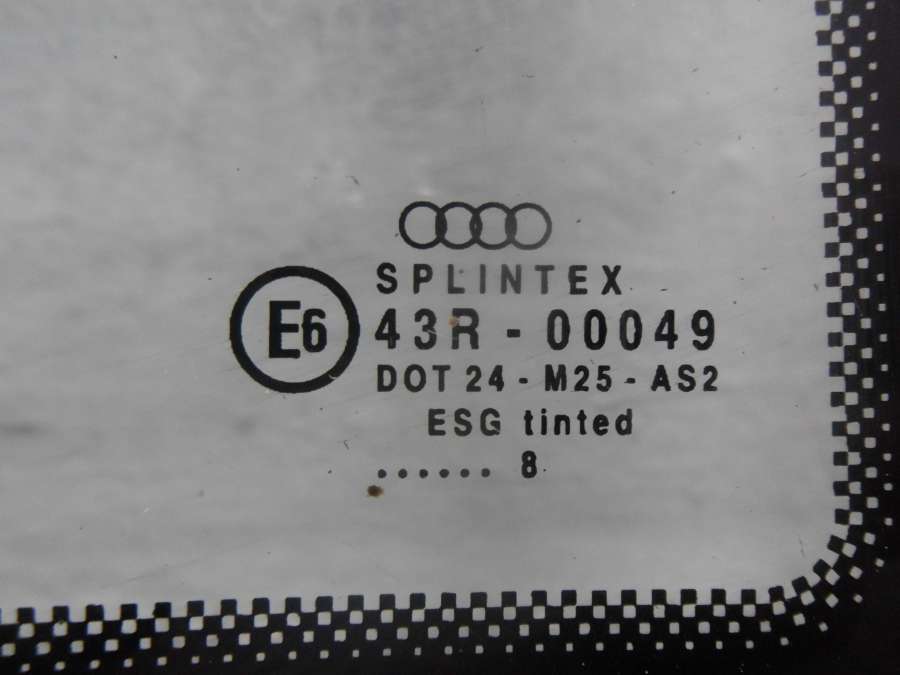 SPLINTEX
E6 43R - 00049
DOT 24 - M25 - AS2
ESG tinted
...... 8